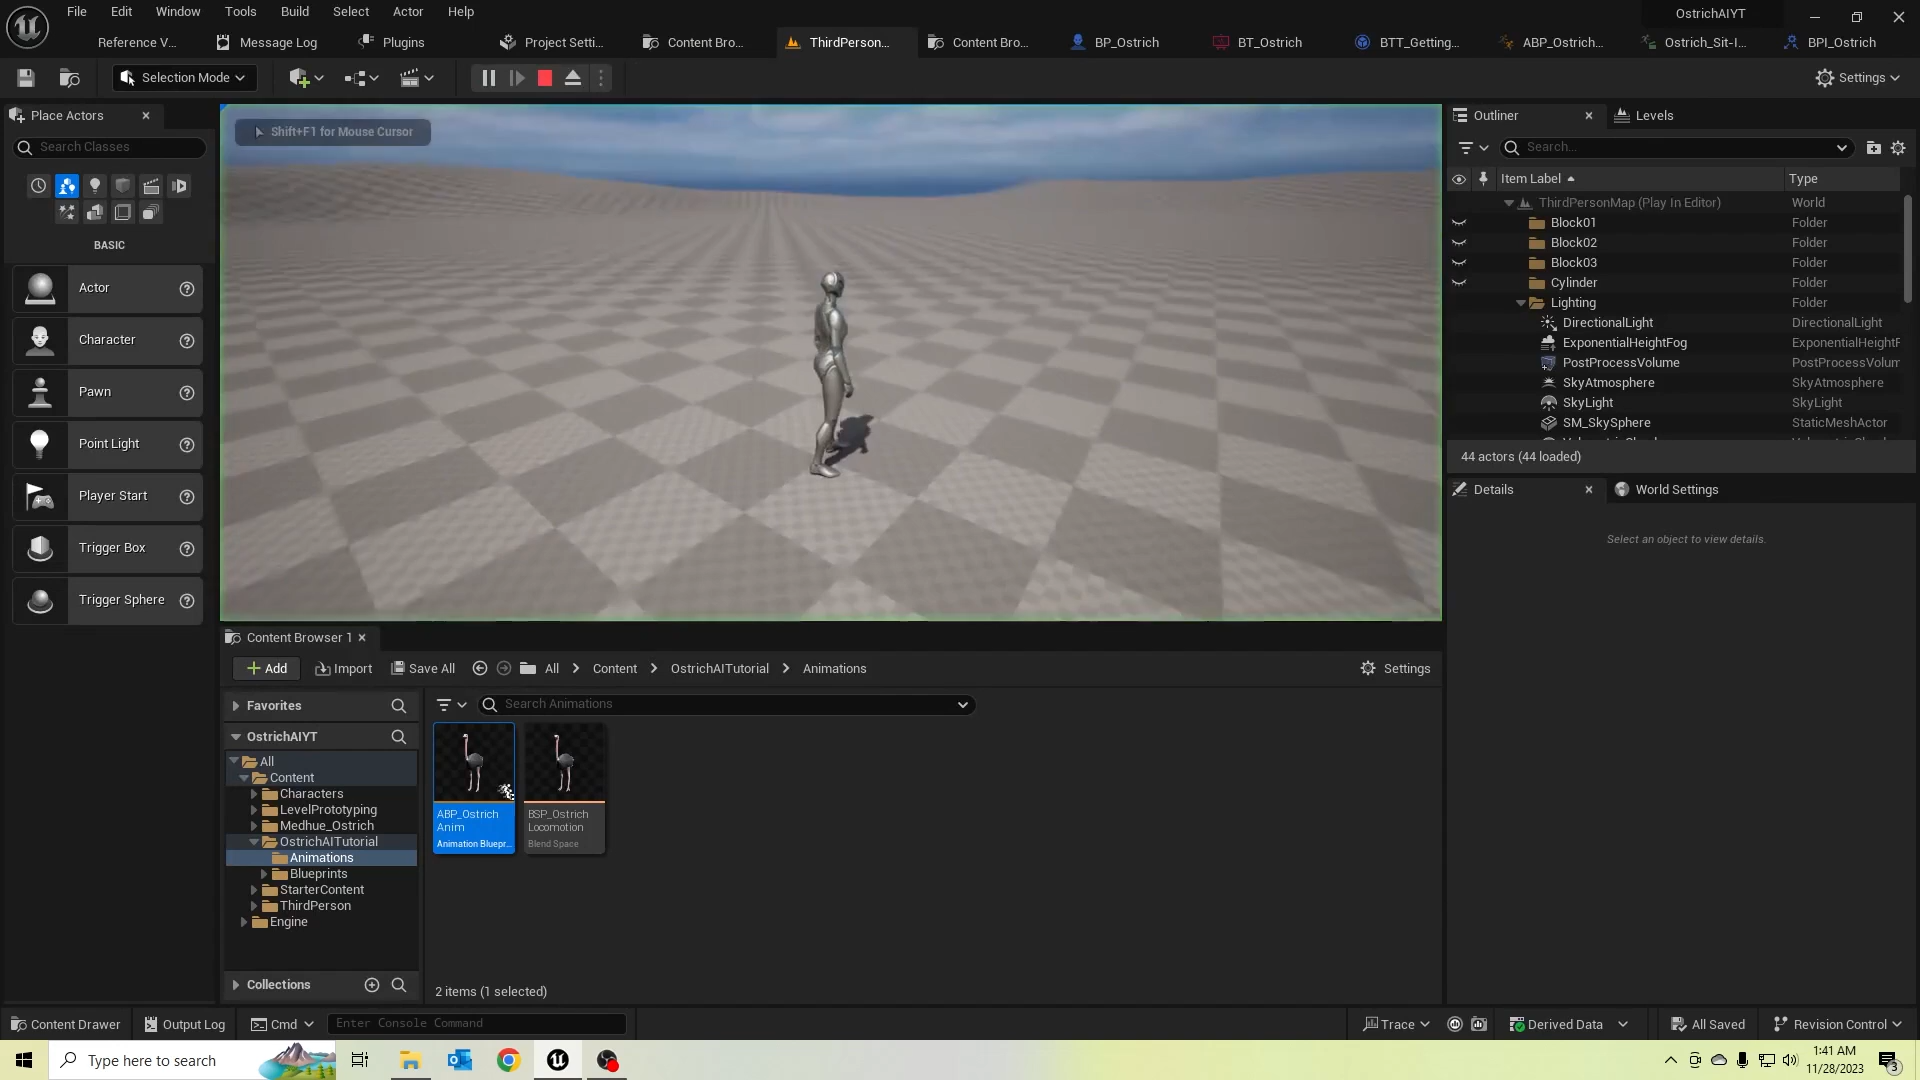 File Edit Window Tools Build Select Actor Help
OstrichAIYT
Reference V...
Message Log
Plugins
Project Setti...
Content Bro...
ThirdPerson...
Content Bro...
BP_Ostrich
BT_Ostrich
BTT_Getting...
ABP_Ostrich...
Ostrich_Sit-I...
BPI_Ostrich
Selection Mode
Settings
Place Actors
Search Classes
BASIC
Actor
Character
Pawn
Point Light
Player Start
Trigger Box
Trigger Sphere
Shift+F1 for Mouse Cursor
Outliner
Levels
Search...
Item Label Type
ThirdPersonMap (Play In Editor) World
Block01 Folder
Block02 Folder
Block03 Folder
Cylinder Folder
Lighting Folder
DirectionalLight DirectionalLight
ExponentialHeightFog ExponentialHeightF
PostProcessVolume PostProcessVolum
SkyAtmosphere SkyAtmosphere
SkyLight SkyLight
SM_SkySphere StaticMeshActor
44 actors (44 loaded)
Details
World Settings
Select an object to view details.
Content Browser 1
Add
Import
Save All
All
Content
OstrichAITutorial
Animations
Settings
Favorites
OstrichAIYT
All
Content
Characters
LevelPrototyping
Medhue_Ostrich
OstrichAITutorial
Animations
Blueprints
StarterContent
ThirdPerson
Engine
Collections
Search Animations
ABP_Ostrich
Anim
Animation Bluepr...
BSP_Ostrich
Locomotion
Blend Space
2 items (1 selected)
Content Drawer
Output Log
Cmd
Enter Console Command
Trace
Derived Data
All Saved
Revision Control
Type here to search
1:41 AM
11/28/2023
3